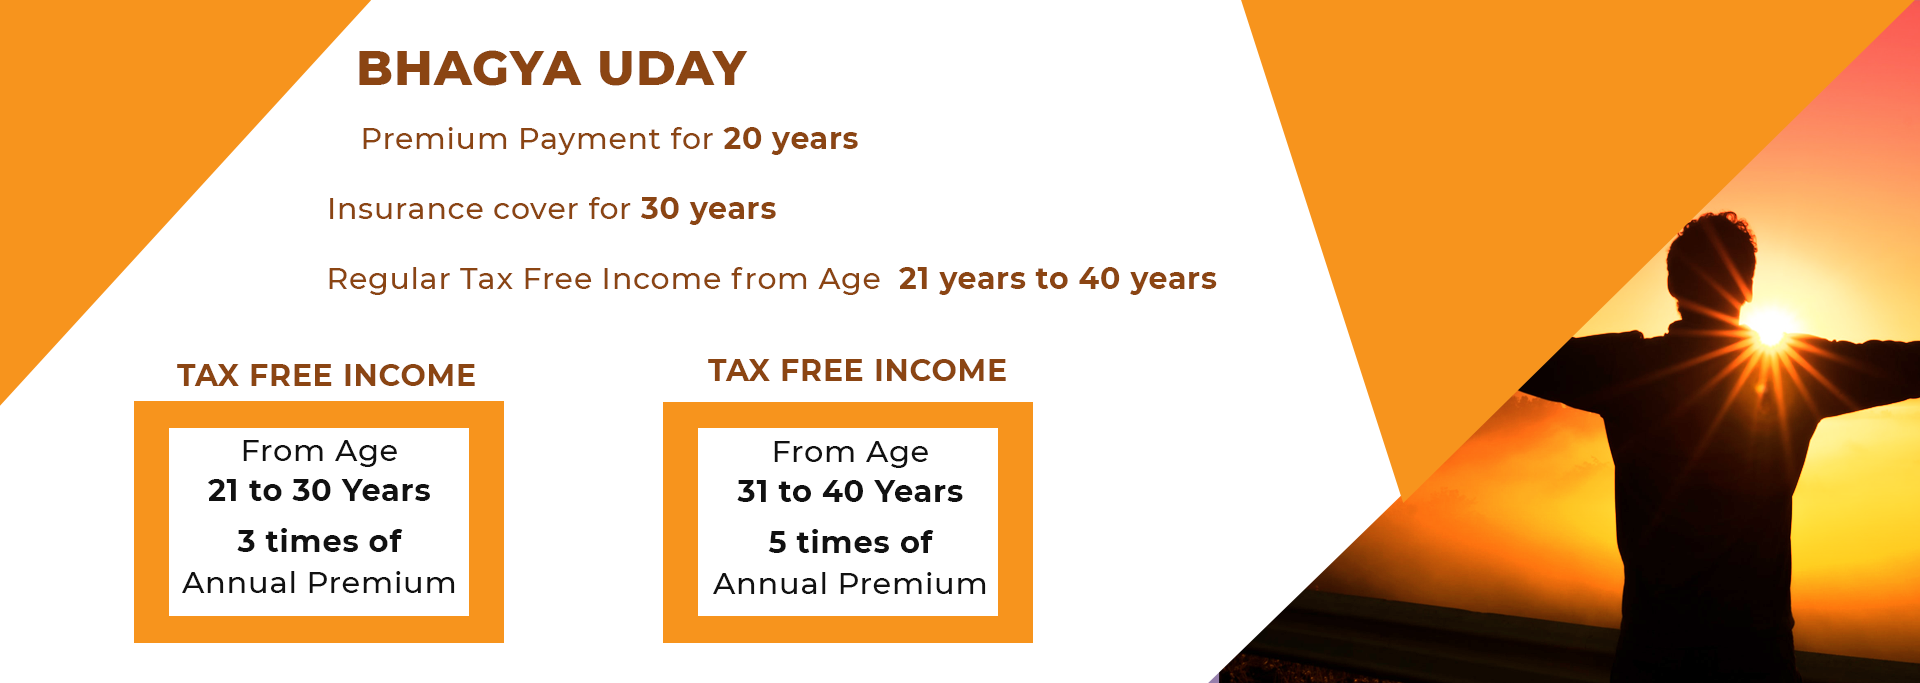 BHAGYA UDAY
Premium Payment for 20 years
Insurance cover for 30 years
Regular Tax Free Income from Age 21 years to 40 years
TAX FREE INCOME
From Age
21 to 30 Years
3 times of
Annual Premium
TAX FREE INCOME
From Age
31 to 40 Years
5 times of
Annual Premium